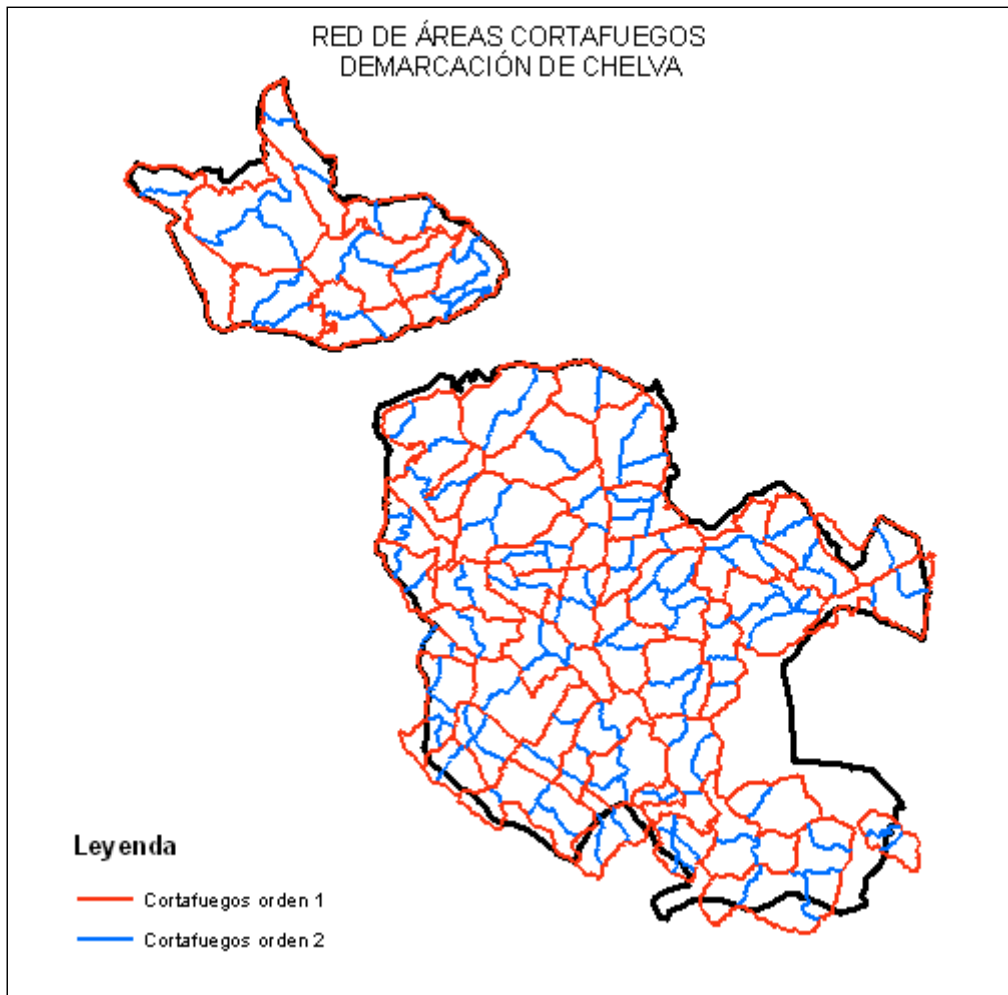 RED DE ÁREAS CORTAFUEGOS
DEMARCACIÓN DE CHELVA
Leyenda
Cortafuegos orden 1
Cortafuegos orden 2